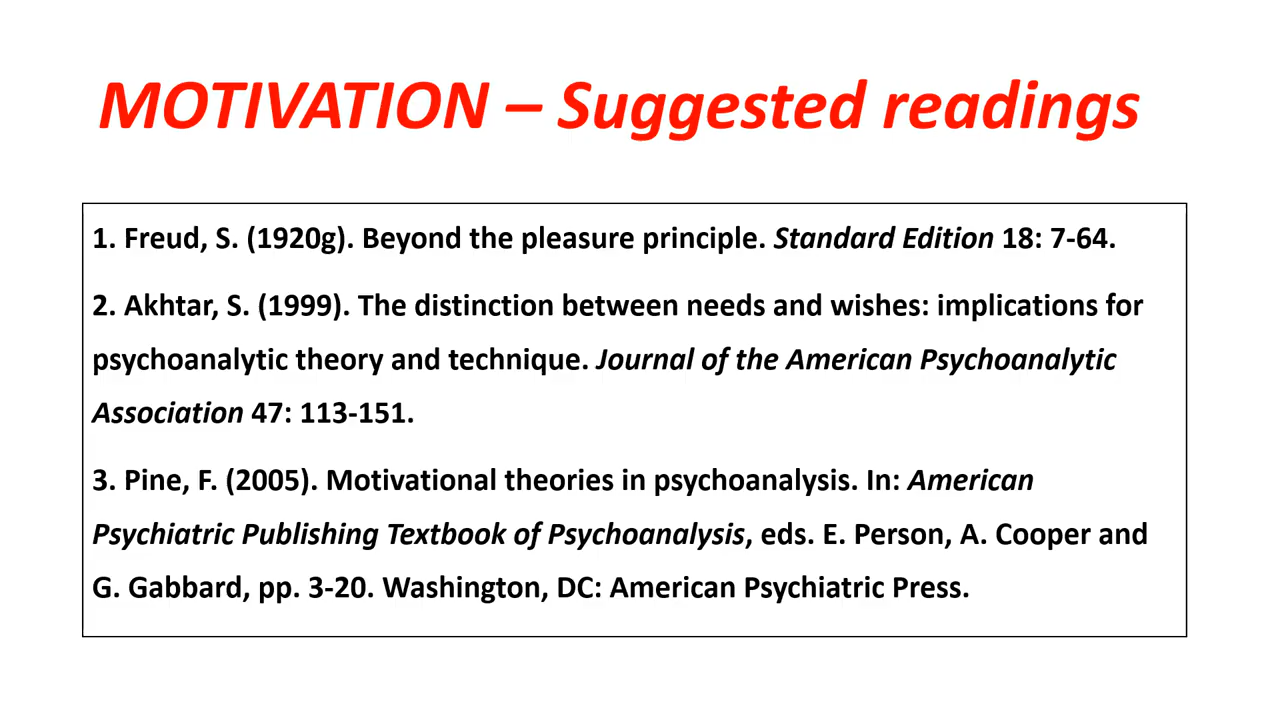 MOTIVATION – Suggested readings
1. Freud, S. (1920g). Beyond the pleasure principle. Standard Edition 18: 7-64.
2. Akhtar, S. (1999). The distinction between needs and wishes: implications for
psychoanalytic theory and technique. Journal of the American Psychoanalytic
Association 47: 113-151.
3. Pine, F. (2005). Motivational theories in psychoanalysis. In: American
Psychiatric Publishing Textbook of Psychoanalysis, eds. E. Person, A. Cooper and
G. Gabbard, pp. 3-20. Washington, DC: American Psychiatric Press.